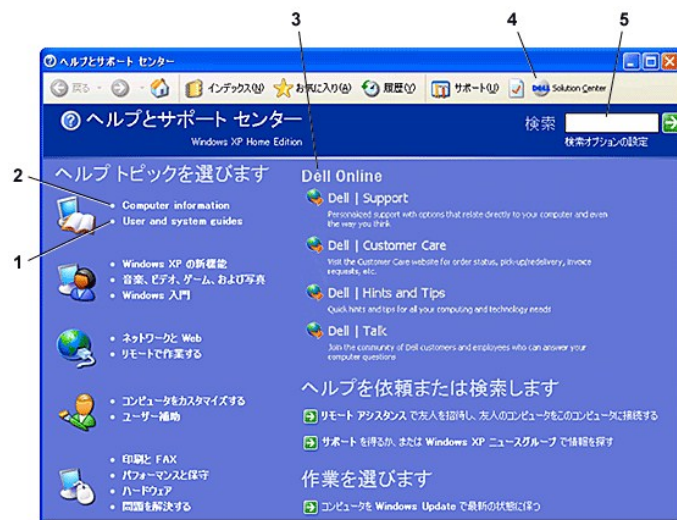 3
4
5
ヘルプとサポート センター
戻る
インデックス(N)
お気に入り(A)
履歴(Y)
サポート(U)
DELL Solution Center
ヘルプとサポート センター
Windows XP Home Edition
検索
検索オプションの設定
ヘルプ トピックを選びます
2
Computer information
User and system guides
1
Windows XP の新機能
音楽、ビデオ、ゲーム、および写真
Windows 入門
ネットワークと Web
リモートで作業する
コンピュータをカスタマイズする
ユーザー補助
印刷と FAX
パフォーマンスと保守
ハードウェア
問題を解決する
Dell Online
Dell | Support
Personalized support with options that relate directly to your computer and even
the way you think
Dell | Customer Care
Visit the Customer Care website for order status, pick-up/redelivery, invoice
requests, etc.
Dell | Hints and Tips
Quick hints and tips for all your computing and technology needs
Dell | Talk
Join the community of Dell customers and employees who can answer your
computer questions
ヘルプを依頼または検索します
リモート アシスタンス で友人を招待し、友人のコンピュータをこのコンピュータに接続する
サポート を得るか、または Windows XP ニュースグループ で情報を探す
作業を選びます
コンピュータを Windows Update で最新の状態に保つ